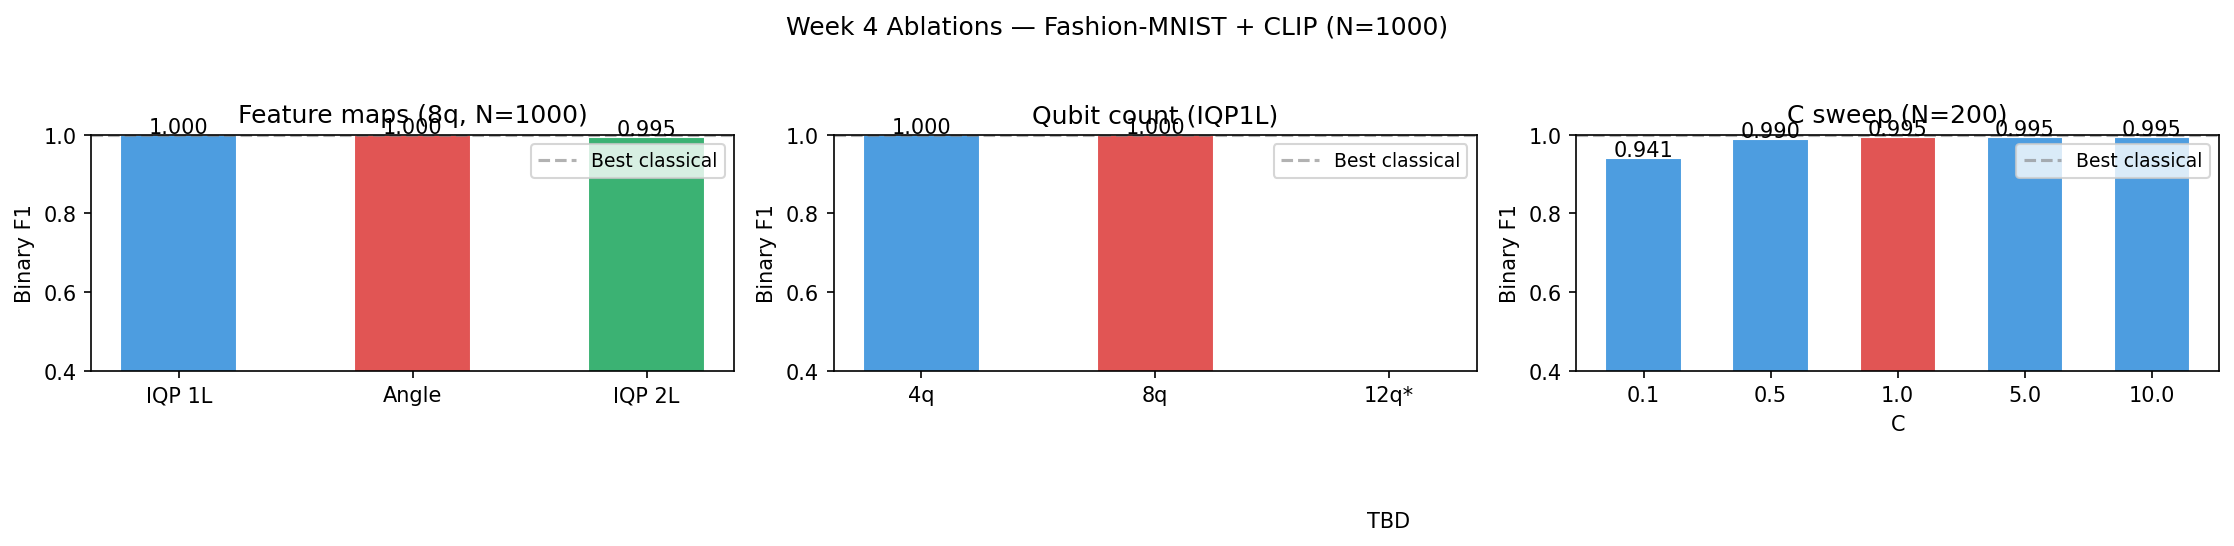 Week 4 Ablations — Fashion-MNIST + CLIP (N=1000)
Feature maps (8q, N=1000)
1.000
1.000
0.995
Best classical
Binary F1
1.0
0.8
0.6
0.4
IQP 1L
Angle
IQP 2L
Qubit count (IQP1L)
1.000
1.000
Best classical
Binary F1
1.0
0.8
0.6
0.4
4q
8q
12q*
TBD
C sweep (N=200)
0.941
0.990
0.995
0.995
0.995
Best classical
Binary F1
1.0
0.8
0.6
0.4
0.1
0.5
1.0
5.0
10.0
C